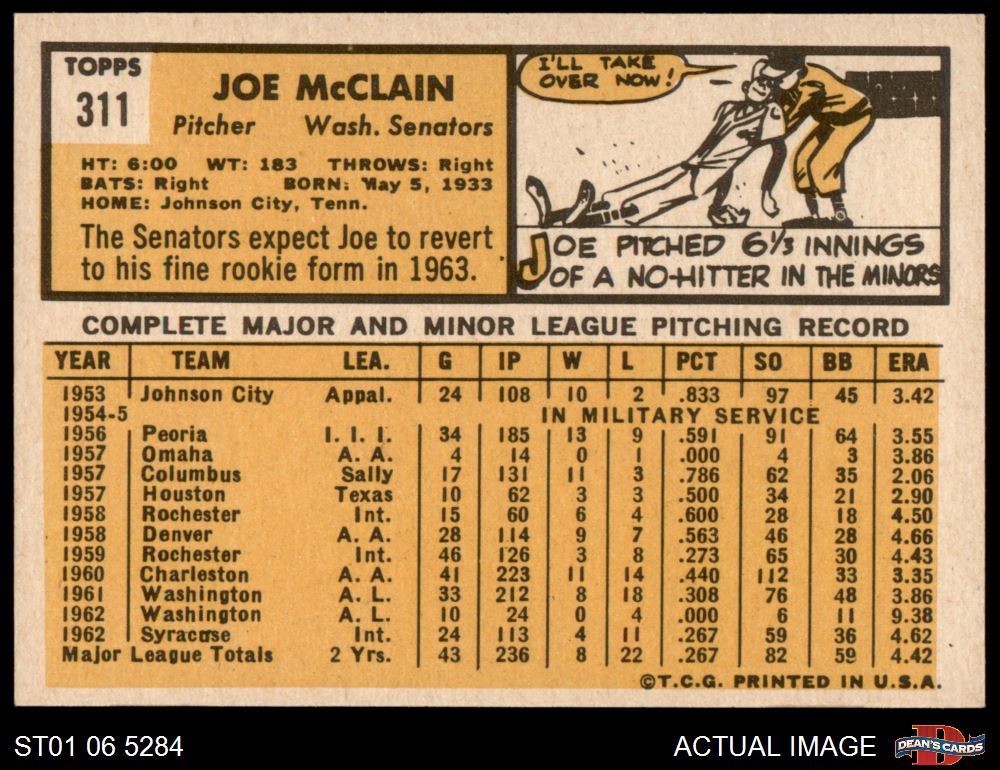 TOPPS
311
JOE McCLAIN
Pitcher Wash. Senators
HT: 6:00 WT: 183 THROWS: Right
BATS: Right BORN: May 5, 1933
HOME: Johnson City, Tenn.
The Senators expect Joe to revert
to his fine rookie form in 1963.
I'LL TAKE
OVER NOW!
JOE PITCHED 6 1/3 INNINGS
OF A NO-HITTER IN THE MINORS
COMPLETE MAJOR AND MINOR LEAGUE PITCHING RECORD
YEAR TEAM LEA. G IP W L PCT SO BB ERA
1953 Johnson City Appal. 24 108 10 2 .833 97 45 3.42
1954-5 IN MILITARY SERVICE
1956 Peoria I. I. I. 34 185 13 9 .591 91 64 3.55
1957 Omaha A. A. 4 14 0 1 .000 4 3 3.86
1957 Columbus Sally 17 131 11 3 .786 62 35 2.06
1957 Houston Texas 10 62 3 3 .500 34 21 2.90
1958 Rochester Int. 15 60 6 4 .600 28 18 4.50
1958 Denver A. A. 28 114 9 7 .563 46 28 4.66
1959 Rochester Int. 46 126 3 8 .273 65 30 4.43
1960 Charleston A. A. 41 223 11 14 .440 112 33 3.35
1961 Washington A. L. 33 212 8 18 .308 76 48 3.86
1962 Washington A. L. 10 24 0 4 .000 6 11 9.38
1962 Syracuse Int. 24 113 4 11 .267 59 36 4.62
Major League Totals 2 Yrs. 43 236 8 22 .267 82 59 4.42
©T.C.G. PRINTED IN U.S.A.
ST01 06 5284
ACTUAL IMAGE
D
DEAN'S CARDS